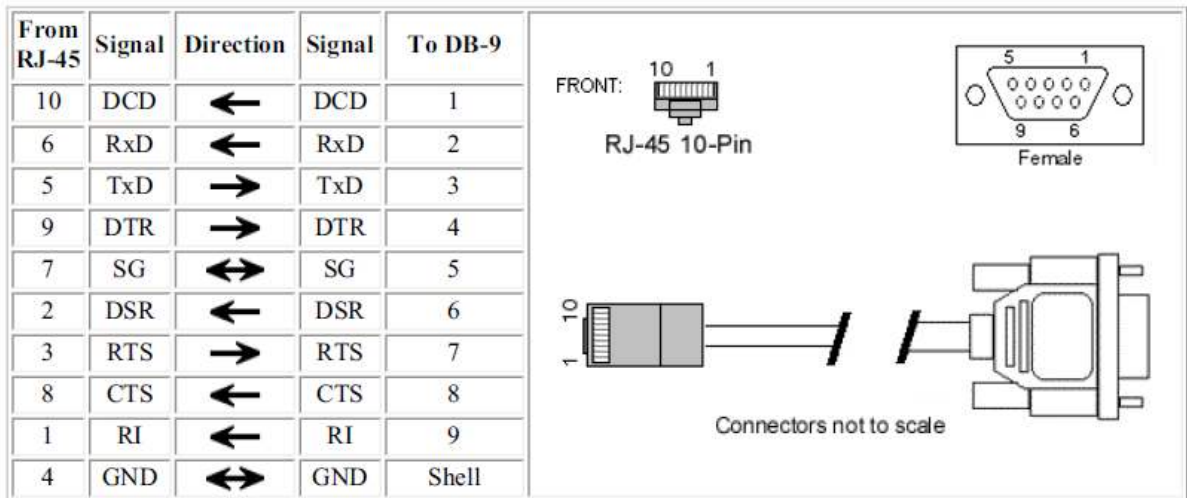 From RJ-45 Signal Direction Signal To DB-9
10 DCD ← DCD 1
6 RxD ← RxD 2
5 TxD → TxD 3
9 DTR → DTR 4
7 SG ↔ SG 5
2 DSR ← DSR 6
3 RTS → RTS 7
8 CTS ← CTS 8
1 RI ← RI 9
4 GND ↔ GND Shell
FRONT:
10 1
RJ-45 10-Pin
5 1
9 6
Female
10
1
Connectors not to scale